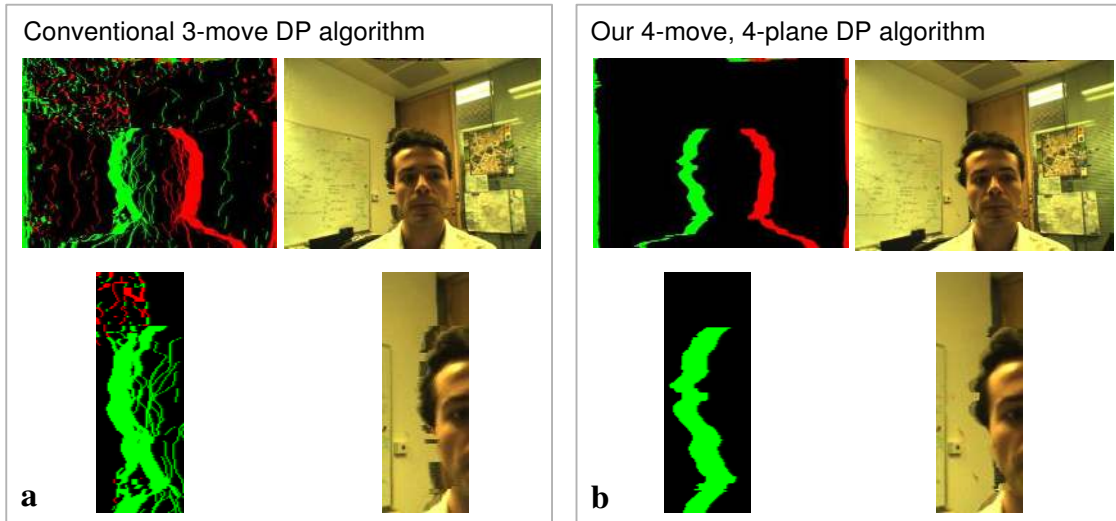 Conventional 3-move DP algorithm
Our 4-move, 4-plane DP algorithm
a
b